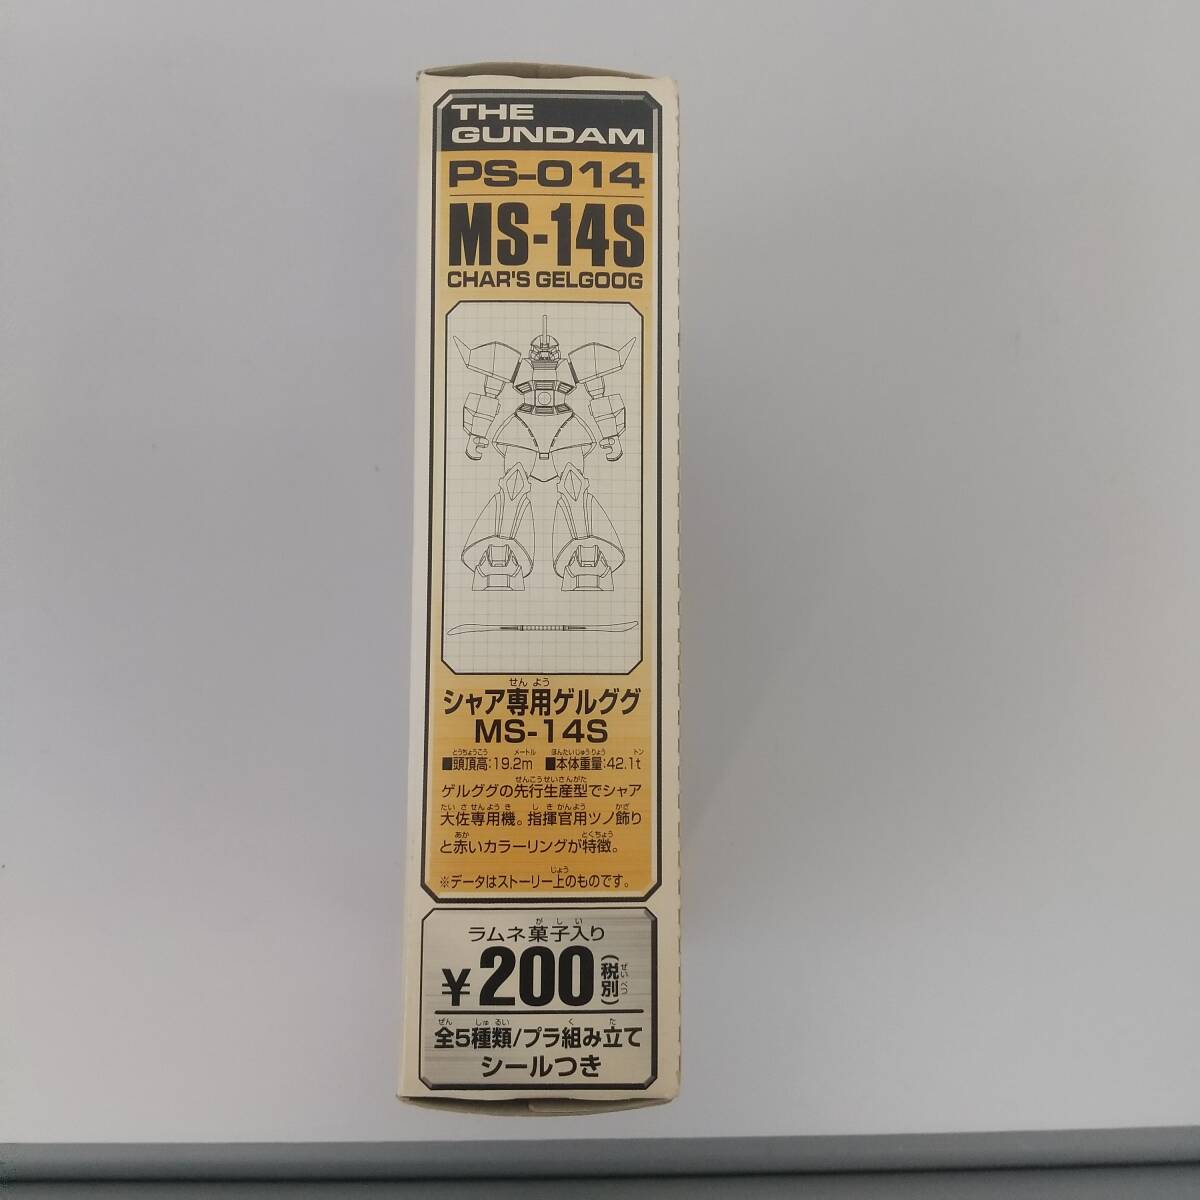 THE
GUNDAM
PS-014
MS-14S
CHAR'S GELGOOG
せん よう
シャア専用ゲルググ
MS-14S
とうちょうこう メートル ほんたいじゅうりょう トン
■頭頂高:19.2m ■本体重量:42.1t
せんこうせいさんがた
ゲルググの先行生産型でシャア
たい さ せんよう き し き かんよう かざ
大佐専用機。指揮官用ツノ飾り
あか とくちょう
と赤いカラーリングが特徴。
じょう
※データはストーリー上のものです。
が し い
ラムネ菓子入り
¥200(税別)
ぜい べつ
ぜん しゅ るい く た
全5種類/プラ組み立て
シールつき